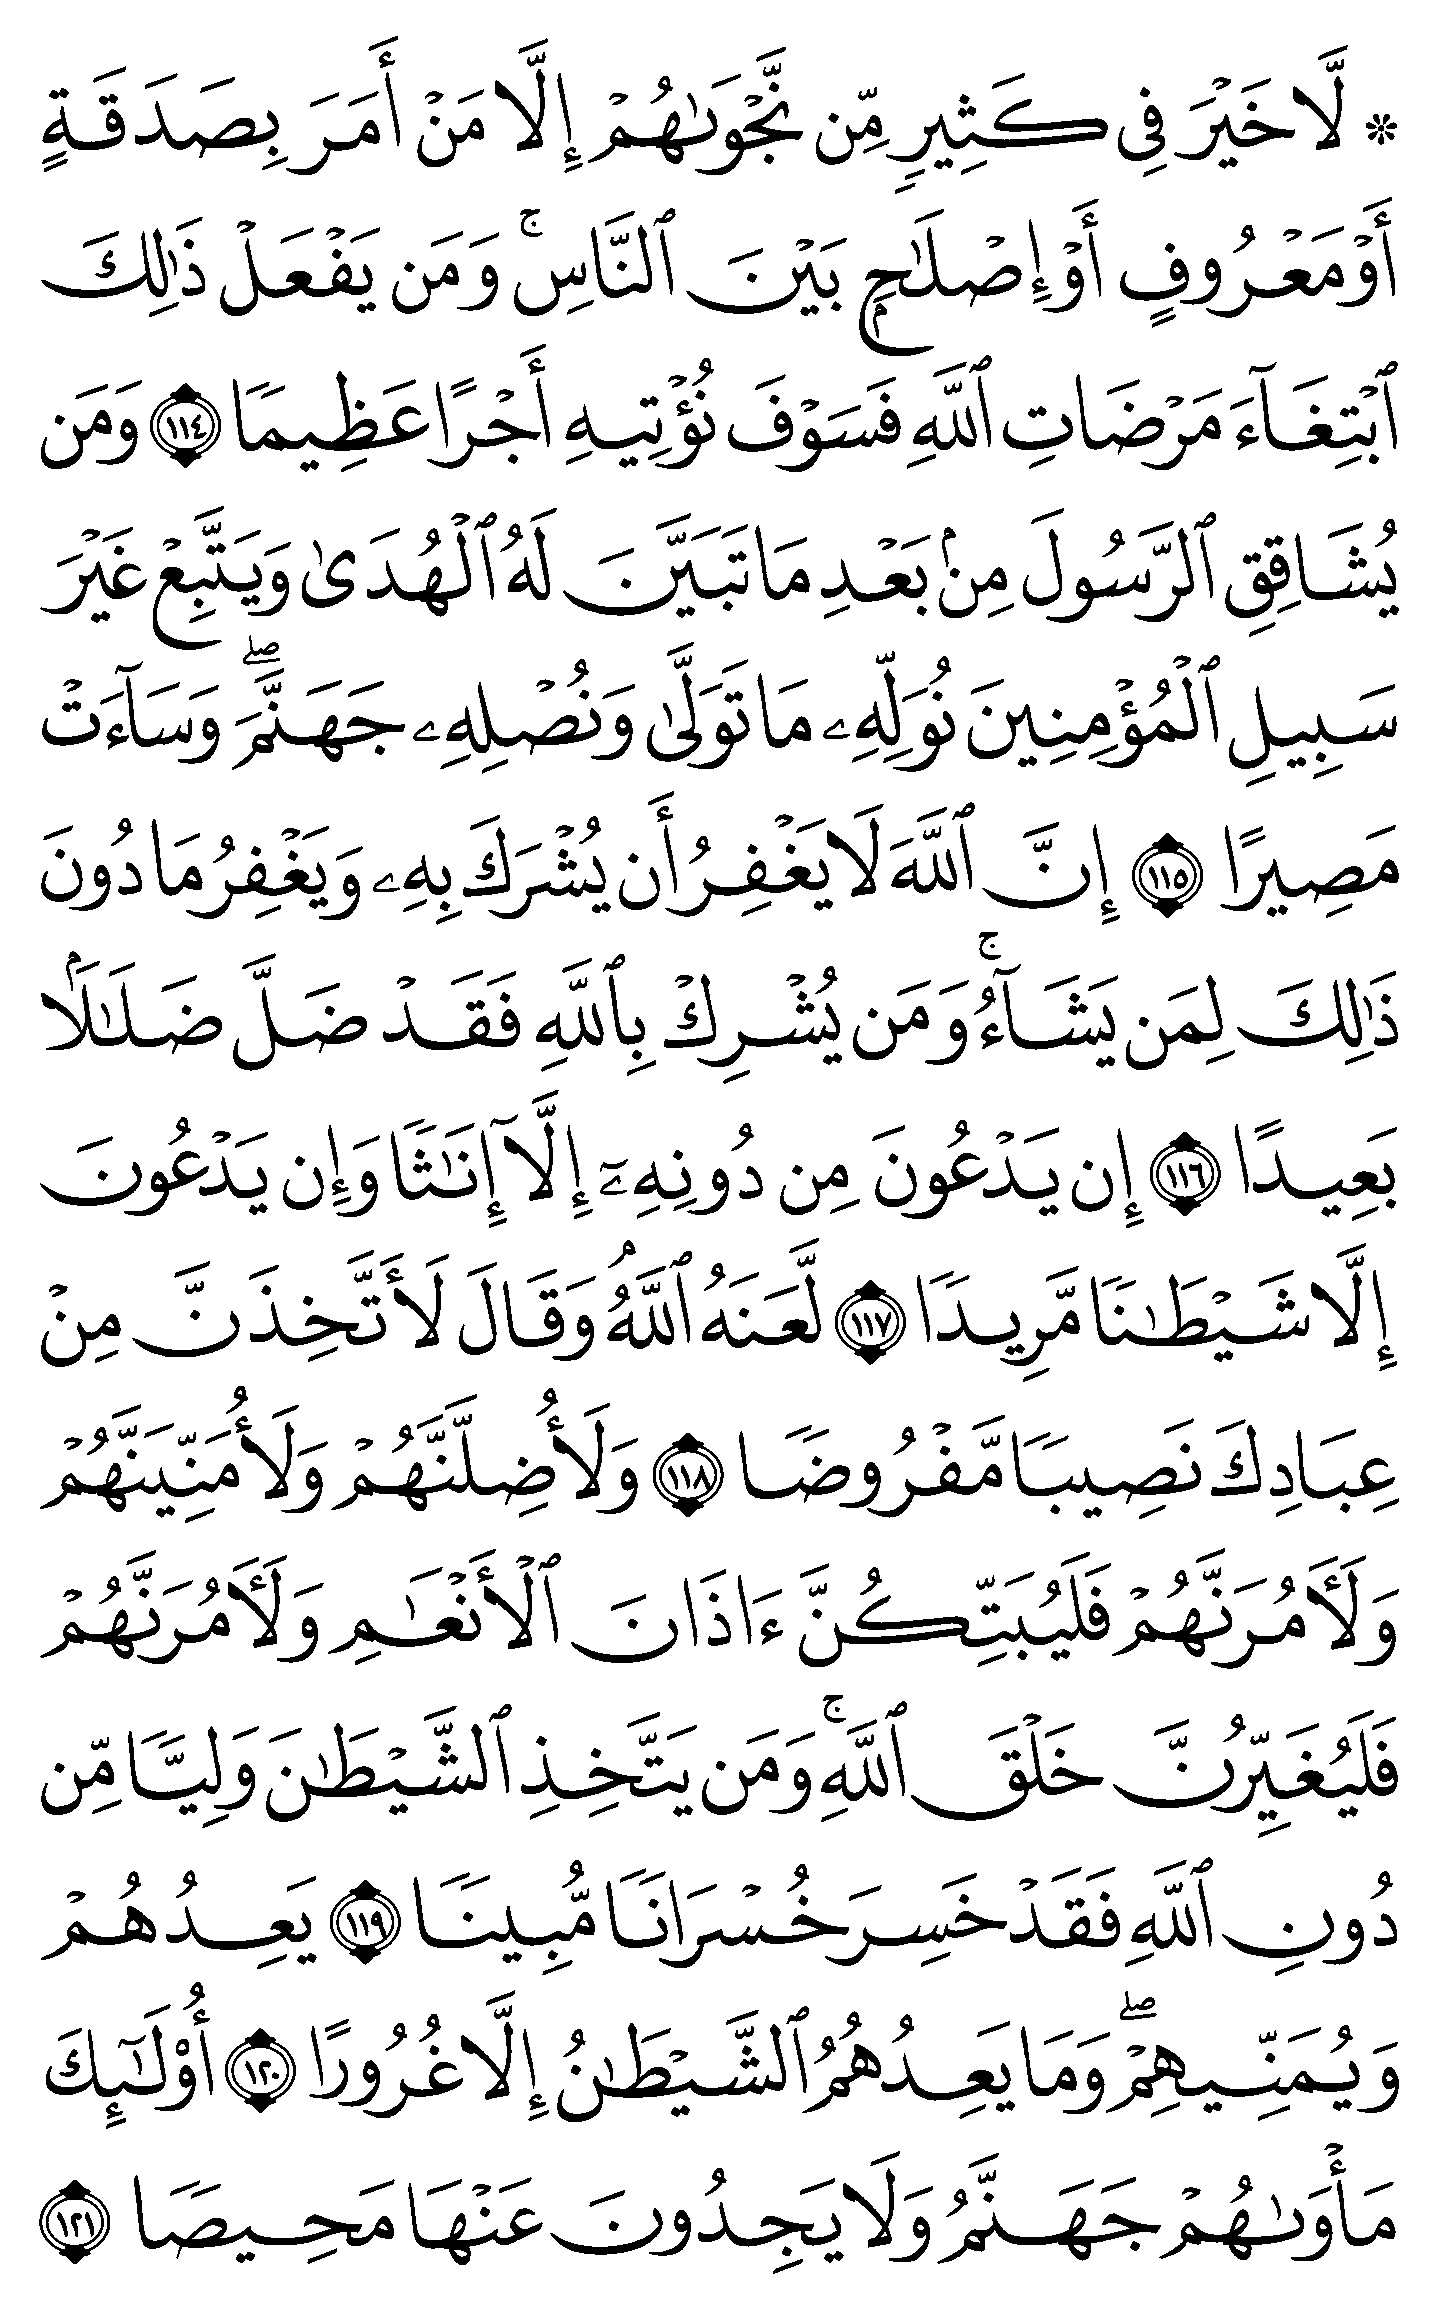 ۞ لَّا خَيْرَ فِى كَثِيرٍ مِّن نَّجْوَىٰهُمْ إِلَّا مَنْ أَمَرَ بِصَدَقَةٍ
أَوْ مَعْرُوفٍ أَوْ إِصْلَٰحٍۭ بَيْنَ ٱلنَّاسِ ۚ وَمَن يَفْعَلْ ذَٰلِكَ
ٱبْتِغَآءَ مَرْضَاتِ ٱللَّهِ فَسَوْفَ نُؤْتِيهِ أَجْرًا عَظِيمًا ١١٤ وَمَن
يُشَاقِقِ ٱلرَّسُولَ مِنۢ بَعْدِ مَا تَبَيَّنَ لَهُ ٱلْهُدَىٰ وَيَتَّبِعْ غَيْرَ
سَبِيلِ ٱلْمُؤْمِنِينَ نُوَلِّهِۦ مَا تَوَلَّىٰ وَنُصْلِهِۦ جَهَنَّمَ ۖ وَسَآءَتْ
مَصِيرًا ١١٥ إِنَّ ٱللَّهَ لَا يَغْفِرُ أَن يُشْرَكَ بِهِۦ وَيَغْفِرُ مَا دُونَ
ذَٰلِكَ لِمَن يَشَآءُ ۚ وَمَن يُشْرِكْ بِٱللَّهِ فَقَدْ ضَلَّ ضَلَٰلًۢا
بَعِيدًا ١١٦ إِن يَدْعُونَ مِن دُونِهِۦٓ إِلَّآ إِنَٰثًا وَإِن يَدْعُونَ
إِلَّا شَيْطَٰنًا مَّرِيدًا ١١٧ لَّعَنَهُ ٱللَّهُ ۘ وَقَالَ لَأَتَّخِذَنَّ مِنْ
عِبَادِكَ نَصِيبًا مَّفْرُوضًا ١١٨ وَلَأُضِلَّنَّهُمْ وَلَأُمَنِّيَنَّهُمْ
وَلَـَٔامُرَنَّهُمْ فَلَيُبَتِّكُنَّ ءَاذَانَ ٱلْأَنْعَٰمِ وَلَـَٔامُرَنَّهُمْ
فَلَيُغَيِّرُنَّ خَلْقَ ٱللَّهِ ۚ وَمَن يَتَّخِذِ ٱلشَّيْطَٰنَ وَلِيًّا مِّن
دُونِ ٱللَّهِ فَقَدْ خَسِرَ خُسْرَانًا مُّبِينًا ١١٩ يَعِدُهُمْ
وَيُمَنِّيهِمْ ۖ وَمَا يَعِدُهُمُ ٱلشَّيْطَٰنُ إِلَّا غُرُورًا ١٢٠ أُو۟لَٰٓئِكَ
مَأْوَىٰهُمْ جَهَنَّمُ وَلَا يَجِدُونَ عَنْهَا مَحِيصًا ١٢١